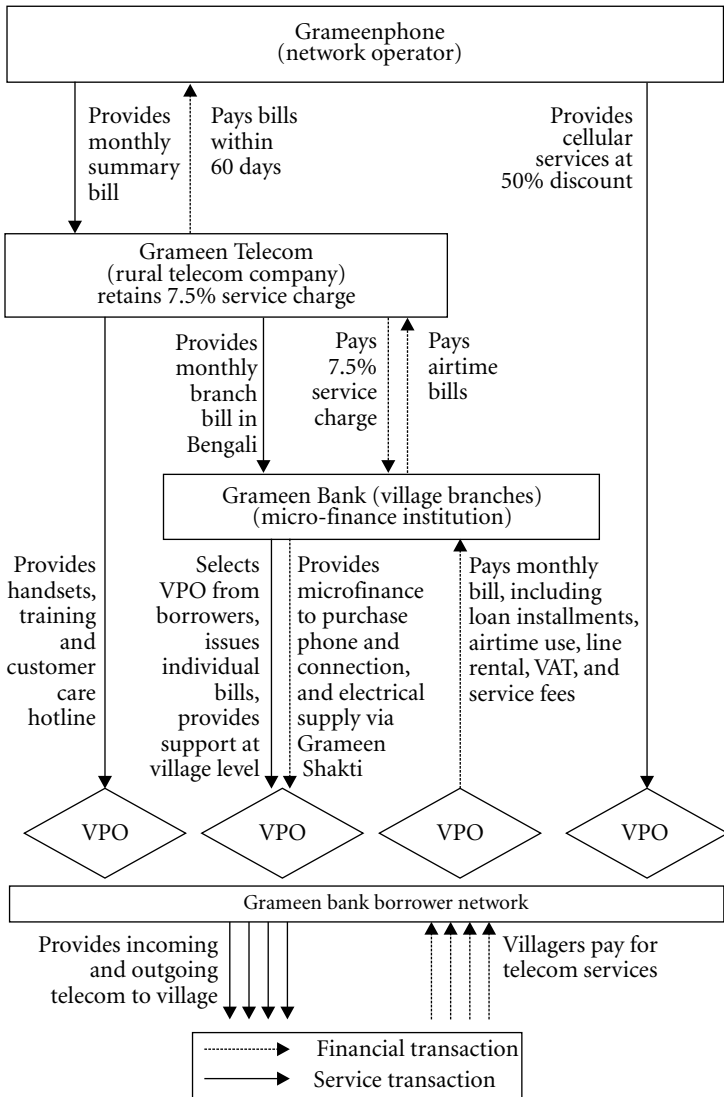 Grameenphone
(network operator)
Provides
monthly
summary
bill
Pays bills
within
60 days
Provides
cellular
services at
50% discount
Grameen Telecom
(rural telecom company)
retains 7.5% service charge
Provides
monthly
branch
bill in
Bengali
Pays
7.5%
service
charge
Pays
airtime
bills
Grameen Bank (village branches)
(micro-finance institution)
Provides
handsets,
training
and
customer
care
hotline
Selects
VPO from
borrowers,
issues
individual
bills,
provides
support at
village level
Provides
microfinance
to purchase
phone and
connection,
and electrical
supply via
Grameen
Shakti
Pays monthly
bill, including
loan installments,
airtime use, line
rental, VAT, and
service fees
VPO
VPO
VPO
VPO
Grameen bank borrower network
Provides incoming
and outgoing
telecom to village
Villagers pay for
telecom services
Financial transaction
Service transaction